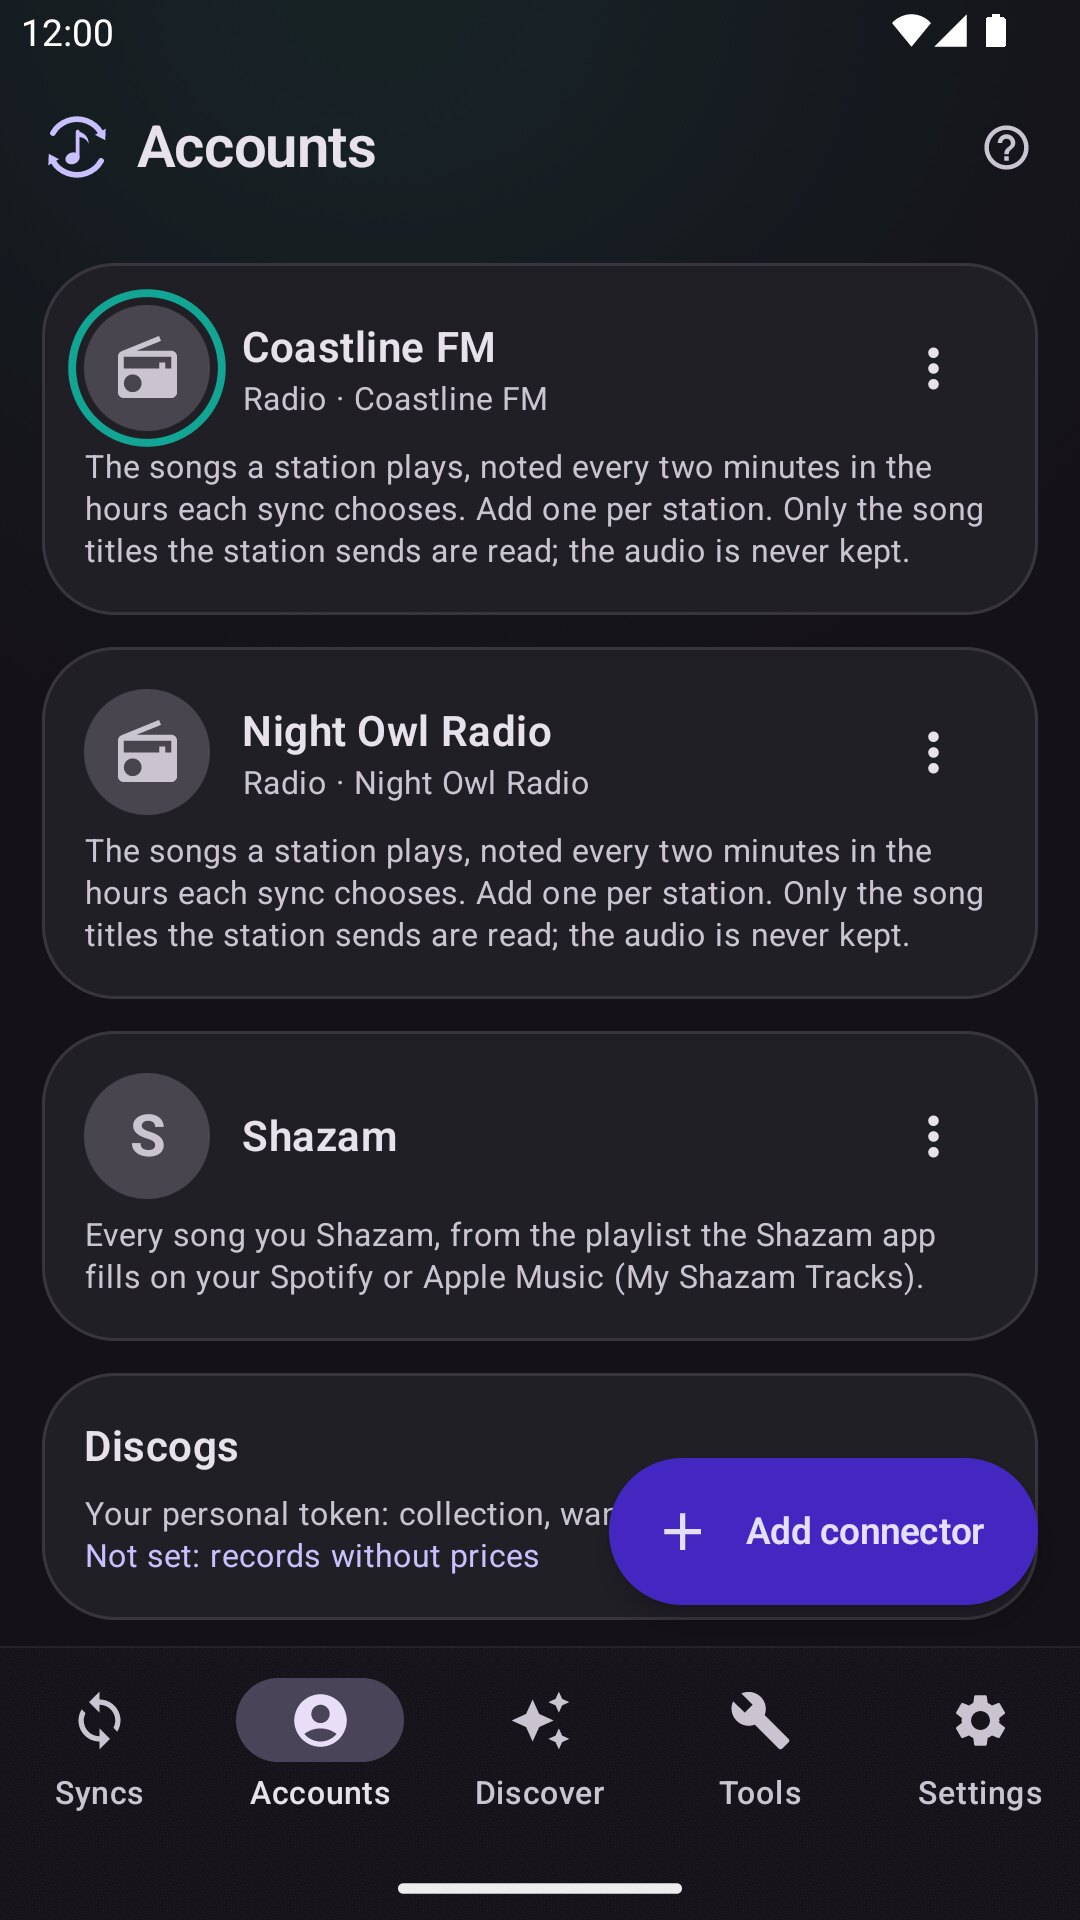 12:00
Accounts
Coastline FM
Radio · Coastline FM
The songs a station plays, noted every two minutes in the
hours each sync chooses. Add one per station. Only the song
titles the station sends are read; the audio is never kept.
Night Owl Radio
Radio · Night Owl Radio
The songs a station plays, noted every two minutes in the
hours each sync chooses. Add one per station. Only the song
titles the station sends are read; the audio is never kept.
S
Shazam
Every song you Shazam, from the playlist the Shazam app
fills on your Spotify or Apple Music (My Shazam Tracks).
Discogs
Your personal token: collection,
Not set: records without prices
Add connector
Syncs
Accounts
Discover
Tools
Settings